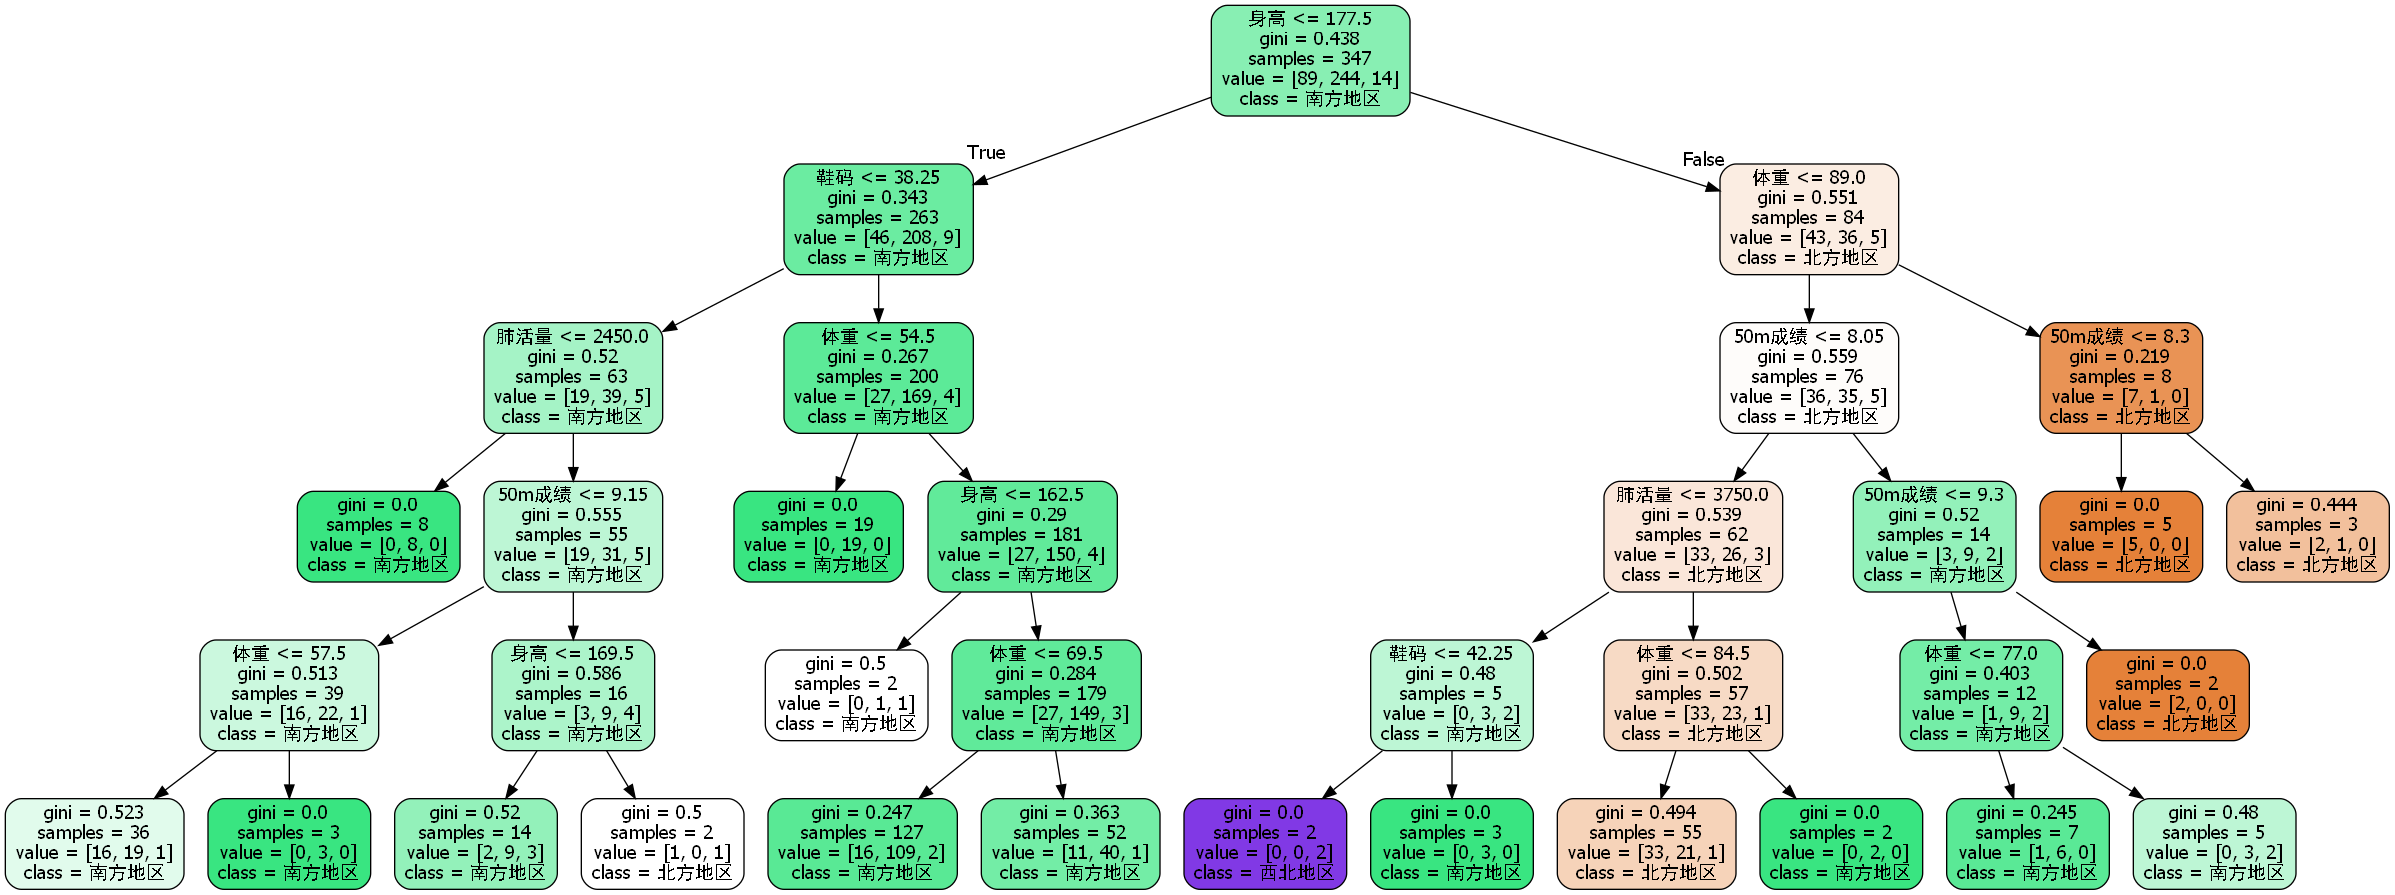 身高 <= 177.5
gini = 0.438
samples = 347
value = [89, 244, 14]
class = 南方地区
True
False
鞋码 <= 38.25
gini = 0.343
samples = 263
value = [46, 208, 9]
class = 南方地区
体重 <= 89.0
gini = 0.551
samples = 84
value = [43, 36, 5]
class = 北方地区
肺活量 <= 2450.0
gini = 0.52
samples = 63
value = [19, 39, 5]
class = 南方地区
体重 <= 54.5
gini = 0.267
samples = 200
value = [27, 169, 4]
class = 南方地区
50m成绩 <= 8.05
gini = 0.559
samples = 76
value = [36, 35, 5]
class = 北方地区
50m成绩 <= 8.3
gini = 0.219
samples = 8
value = [7, 1, 0]
class = 北方地区
gini = 0.0
samples = 8
value = [0, 8, 0]
class = 南方地区
50m成绩 <= 9.15
gini = 0.555
samples = 55
value = [19, 31, 5]
class = 南方地区
gini = 0.0
samples = 19
value = [0, 19, 0]
class = 南方地区
身高 <= 162.5
gini = 0.29
samples = 181
value = [27, 150, 4]
class = 南方地区
肺活量 <= 3750.0
gini = 0.539
samples = 62
value = [33, 26, 3]
class = 北方地区
50m成绩 <= 9.3
gini = 0.52
samples = 14
value = [3, 9, 2]
class = 南方地区
gini = 0.0
samples = 5
value = [5, 0, 0]
class = 北方地区
gini = 0.444
samples = 3
value = [2, 1, 0]
class = 北方地区
体重 <= 57.5
gini = 0.513
samples = 39
value = [16, 22, 1]
class = 南方地区
身高 <= 169.5
gini = 0.586
samples = 16
value = [3, 9, 4]
class = 南方地区
gini = 0.5
samples = 2
value = [0, 1, 1]
class = 南方地区
体重 <= 69.5
gini = 0.284
samples = 179
value = [27, 149, 3]
class = 南方地区
鞋码 <= 42.25
gini = 0.48
samples = 5
value = [0, 3, 2]
class = 南方地区
体重 <= 84.5
gini = 0.502
samples = 57
value = [33, 23, 1]
class = 北方地区
体重 <= 77.0
gini = 0.403
samples = 12
value = [1, 9, 2]
class = 南方地区
gini = 0.0
samples = 2
value = [2, 0, 0]
class = 北方地区
gini = 0.523
samples = 36
value = [16, 19, 1]
class = 南方地区
gini = 0.0
samples = 3
value = [0, 3, 0]
class = 南方地区
gini = 0.52
samples = 14
value = [2, 9, 3]
class = 南方地区
gini = 0.5
samples = 2
value = [1, 0, 1]
class = 北方地区
gini = 0.247
samples = 127
value = [16, 109, 2]
class = 南方地区
gini = 0.363
samples = 52
value = [11, 40, 1]
class = 南方地区
gini = 0.0
samples = 2
value = [0, 0, 2]
class = 西北地区
gini = 0.0
samples = 3
value = [0, 3, 0]
class = 南方地区
gini = 0.494
samples = 55
value = [33, 21, 1]
class = 北方地区
gini = 0.0
samples = 2
value = [0, 2, 0]
class = 南方地区
gini = 0.245
samples = 7
value = [1, 6, 0]
class = 南方地区
gini = 0.48
samples = 5
value = [0, 3, 2]
class = 南方地区